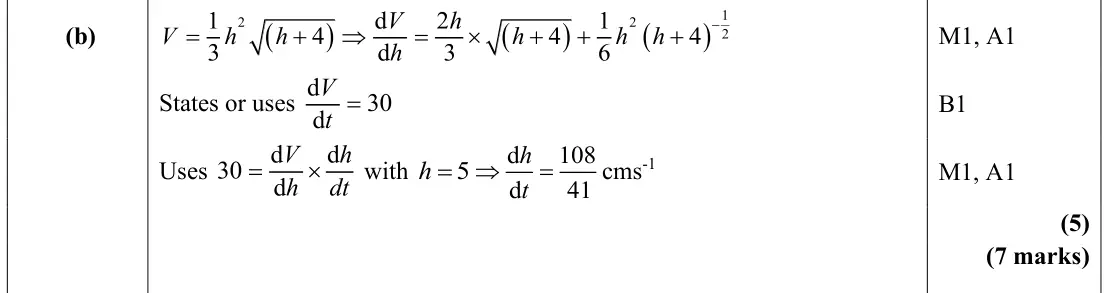 (b) V = 1/3 h² √(h + 4) ⇒ dV/dh = 2h/3 × √(h + 4) + 1/6 h² (h + 4)^(−1/2) M1, A1
States or uses dV/dt = 30 B1
Uses 30 = dV/dh × dh/dt with h = 5 ⇒ dh/dt = 108/41 cms⁻¹ M1, A1
(5)
(7 marks)